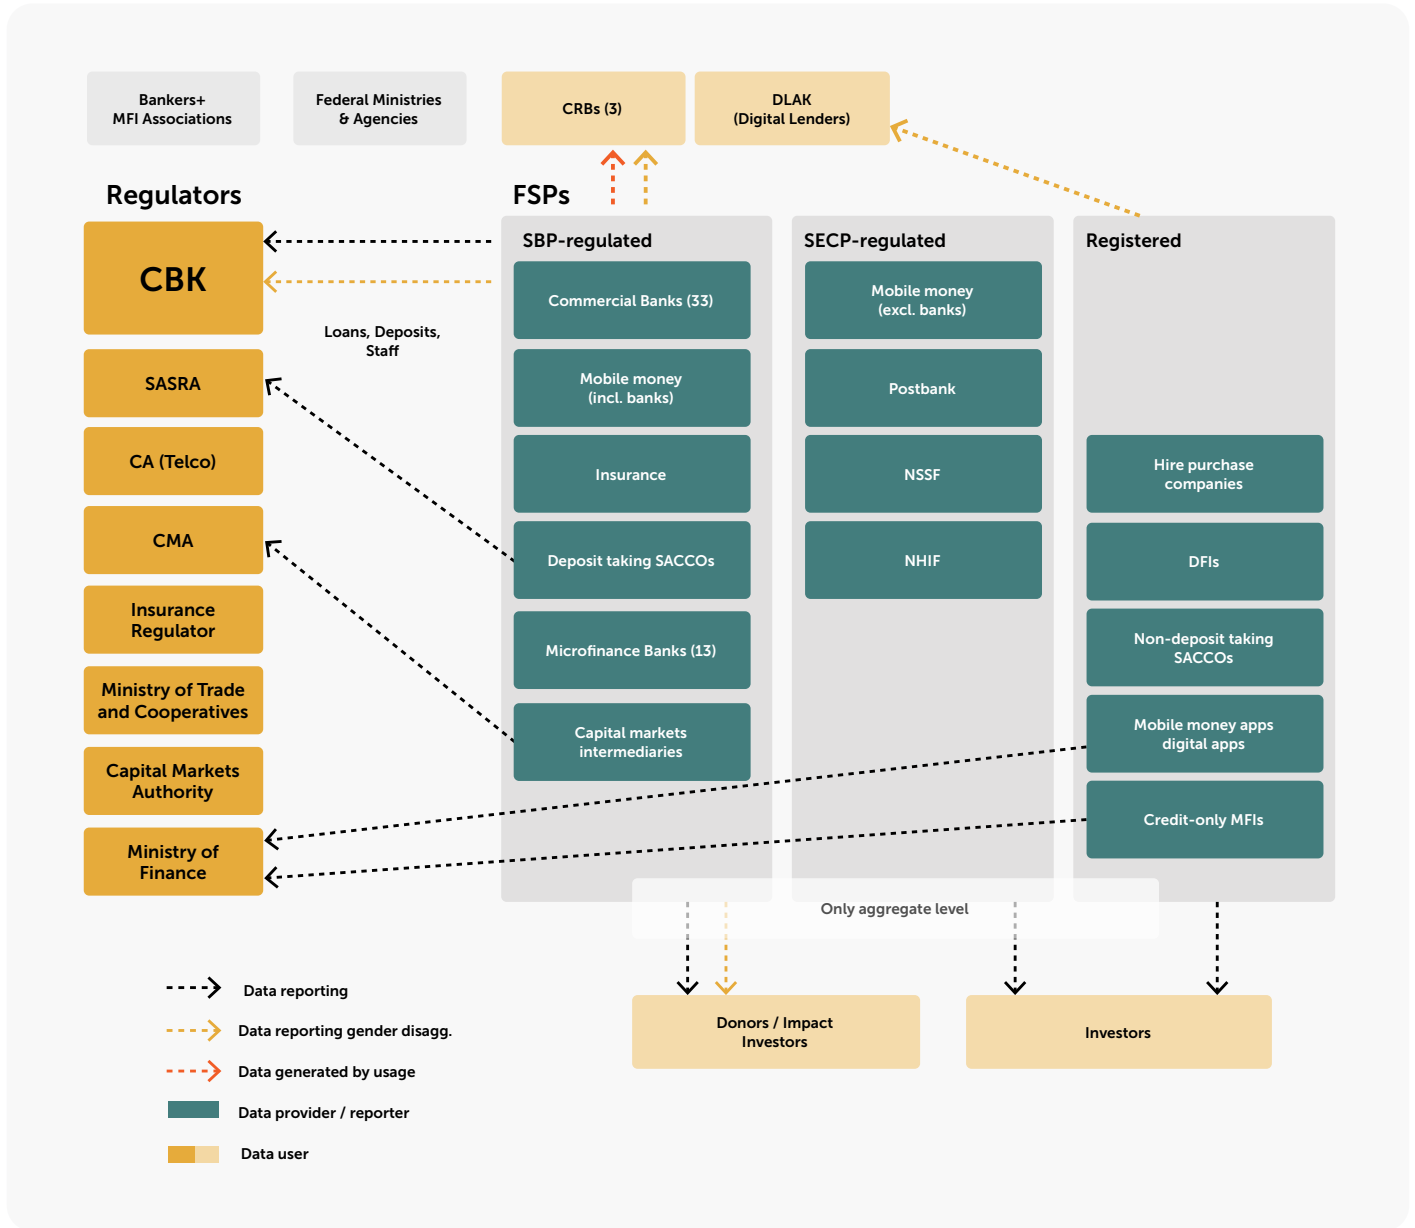 Bankers+
MFI Associations
Federal Ministries
& Agencies
CRBs (3)
DLAK
(Digital Lenders)
Regulators
CBK
SASRA
CA (Telco)
CMA
Insurance
Regulator
Ministry of Trade
and Cooperatives
Capital Markets
Authority
Ministry of
Finance
Loans, Deposits,
Staff
FSPs
SBP-regulated
Commercial Banks (33)
Mobile money
(incl. banks)
Insurance
Deposit taking SACCOs
Microfinance Banks (13)
Capital markets
intermediaries
SECP-regulated
Mobile money
(excl. banks)
Postbank
NSSF
NHIF
Registered
Hire purchase
companies
DFIs
Non-deposit taking
SACCOs
Mobile money apps
digital apps
Credit-only MFIs
Only aggregate level
Donors / Impact
Investors
Investors
Data reporting
Data reporting gender disagg.
Data generated by usage
Data provider / reporter
Data user